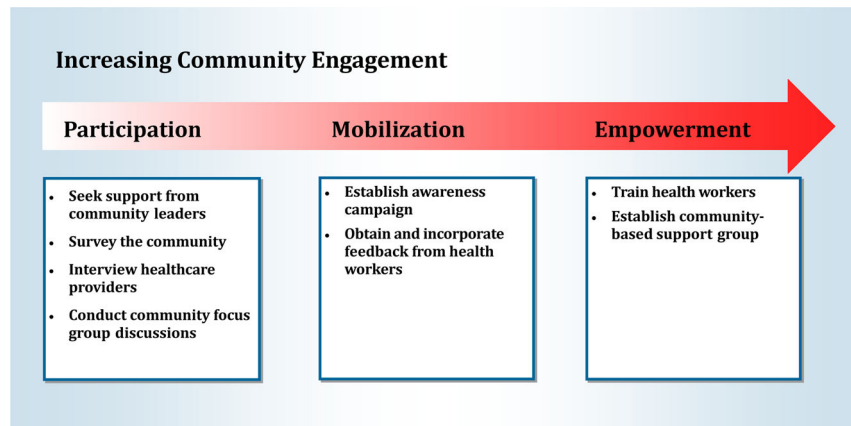 Increasing Community Engagement
Participation
Mobilization
Empowerment
• Seek support from
community leaders
• Survey the community
• Interview healthcare
providers
• Conduct community focus
group discussions
• Establish awareness
campaign
• Obtain and incorporate
feedback from health
workers
• Train health workers
• Establish community-
based support group